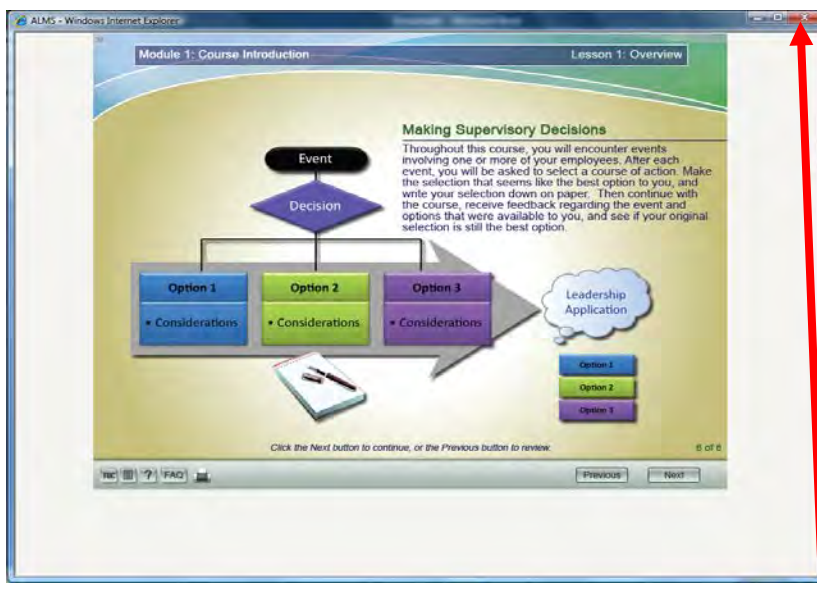 ALMS - Windows Internet Explorer
Module 1: Course Introduction
Lesson 1: Overview
Making Supervisory Decisions
Throughout this course, you will encounter events
involving one or more of your employees. After each
event, you will be asked to select a course of action. Make
the selection that seems like the best option to you, and
write your selection down on paper. Then continue with
the course, receive feedback regarding the event and
options that were available to you, and see if your original
selection is still the best option.
Event
Decision
Option 1
Option 2
Option 3
• Considerations
• Considerations
• Considerations
Leadership
Application
Option 1
Option 2
Option 3
Click the Next button to continue, or the Previous button to review.
6 of 6
? FAQ
Previous
Next